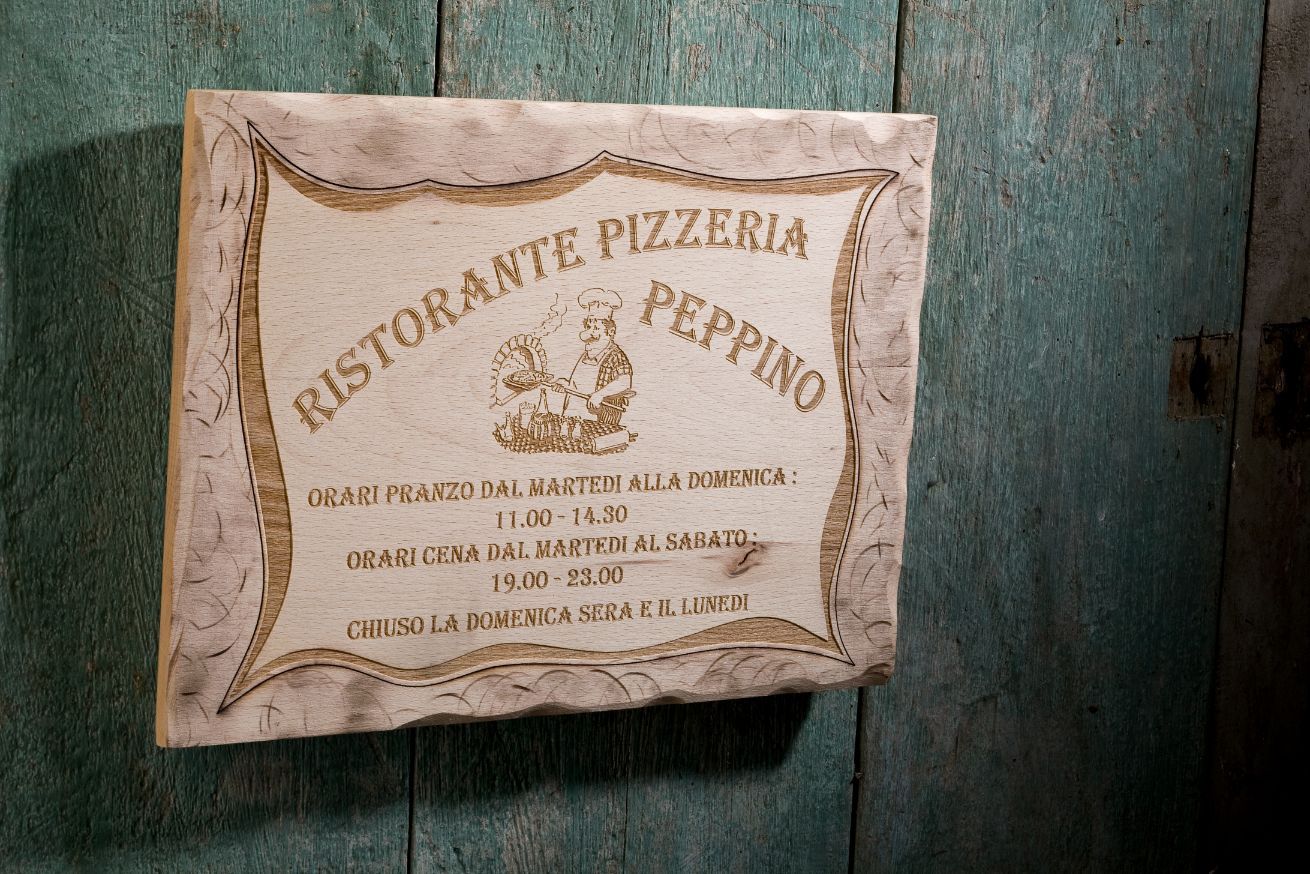 RISTORANTE PIZZERIA
PEPPINO
ORARI PRANZO DAL MARTEDI ALLA DOMENICA :
11.00 - 14.30
ORARI CENA DAL MARTEDI AL SABATO :
19.00 - 23.00
CHIUSO LA DOMENICA SERA E IL LUNEDI